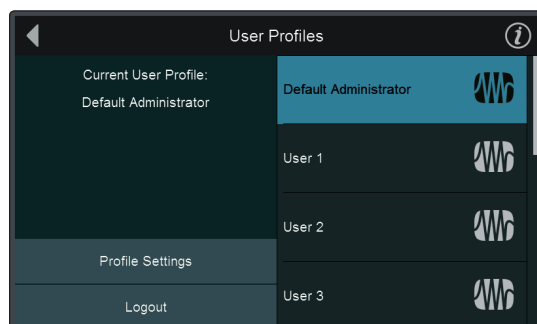 User Profiles
Current User Profile:
Default Administrator
Profile Settings
Logout
Default Administrator
User 1
User 2
User 3